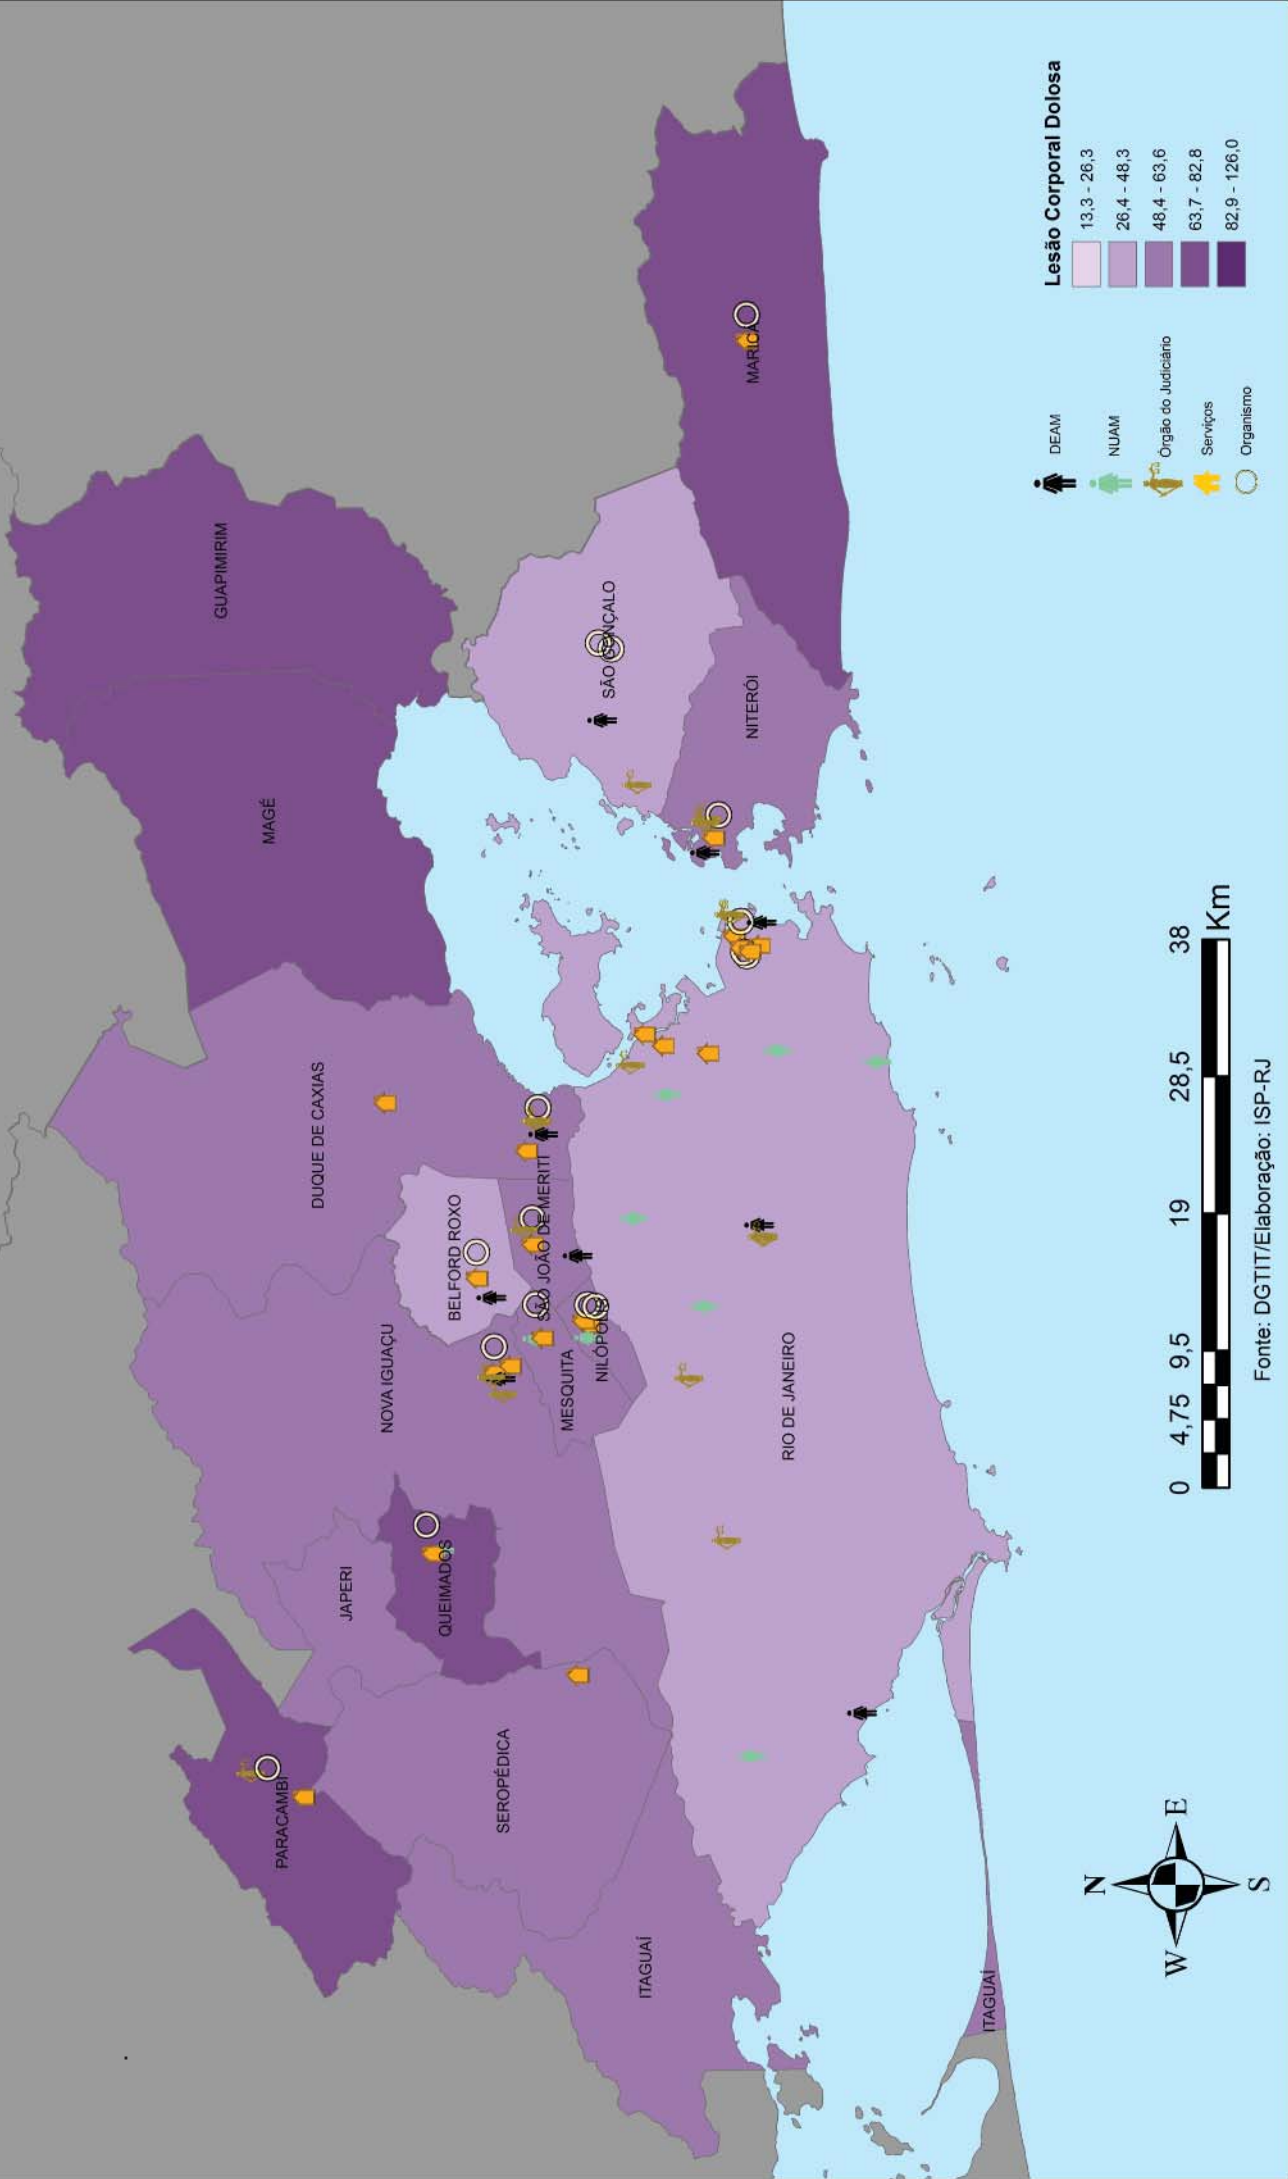 GUAPIMIRIM
MAGÉ
PARACAMBI
JAPERI
NOVA IGUAÇU
DUQUE DE CAXIAS
QUEIMADOS
BELFORD ROXO
SEROPÉDICA
SÃO JOÃO DE MERITI
MESQUITA
NILÓPOLIS
SÃO GONÇALO
ITAGUAÍ
NITERÓI
MARICÁ
RIO DE JANEIRO
ITAGUAÍ
N
W E
S
0 4,75 9,5 19 28,5 38
Km
Fonte: DGTIT/Elaboração: ISP-RJ
DEAM
NUAM
Órgão do Judiciário
Serviços
Organismo
Lesão Corporal Dolosa
13,3 - 26,3
26,4 - 48,3
48,4 - 63,6
63,7 - 82,8
82,9 - 126,0